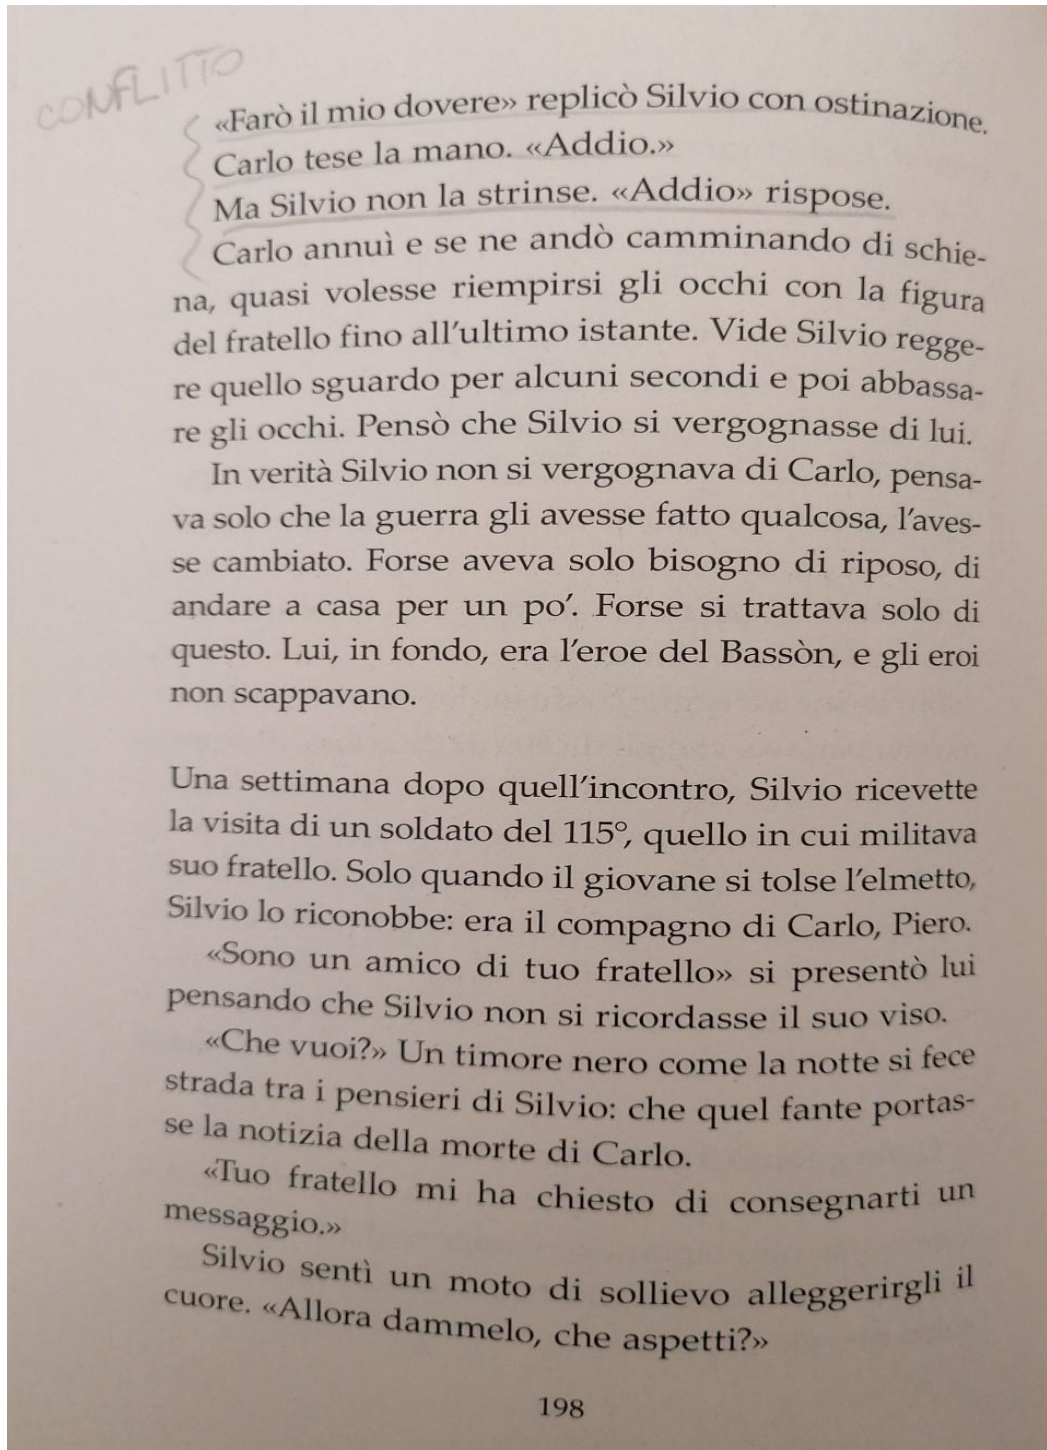 CONFLITTO
«Farò il mio dovere» replicò Silvio con ostinazione.
Carlo tese la mano. «Addio.»
Ma Silvio non la strinse. «Addio» rispose.
Carlo annuì e se ne andò camminando di schie-
na, quasi volesse riempirsi gli occhi con la figura
del fratello fino all'ultimo istante. Vide Silvio regge-
re quello sguardo per alcuni secondi e poi abbassa-
re gli occhi. Pensò che Silvio si vergognasse di lui.
In verità Silvio non si vergognava di Carlo, pensa-
va solo che la guerra gli avesse fatto qualcosa, l'aves-
se cambiato. Forse aveva solo bisogno di riposo, di
andare a casa per un po'. Forse si trattava solo di
questo. Lui, in fondo, era l'eroe del Bassòn, e gli eroi
non scappavano.
Una settimana dopo quell'incontro, Silvio ricevette
la visita di un soldato del 115°, quello in cui militava
suo fratello. Solo quando il giovane si tolse l'elmetto,
Silvio lo riconobbe: era il compagno di Carlo, Piero.
«Sono un amico di tuo fratello» si presentò lui
pensando che Silvio non si ricordasse il suo viso.
«Che vuoi?» Un timore nero come la notte si fece
strada tra i pensieri di Silvio: che quel fante portas-
se la notizia della morte di Carlo.
«Tuo fratello mi ha chiesto di consegnarti un
messaggio.»
Silvio sentì un moto di sollievo alleggerirgli il
cuore. «Allora dammelo, che aspetti?»
198